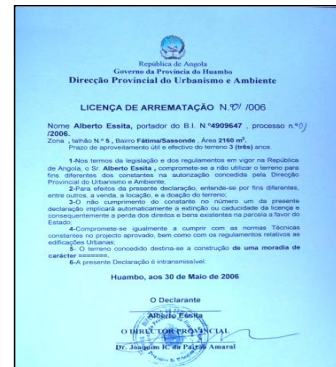 República de Angola
Governo da Província do Huambo
Direcção Provincial do Urbanismo e Ambiente
LICENÇA DE ARREMATAÇÃO N.º01 /006
Nome Alberto Essita, portador do B.I. N.º4909647 , processo n.º01
/2006.
Zona , talhão N º 5 , Bairro Fátima/Sassonde , Área 2160 m².
Prazo de aproveitamento útil e efectivo do terreno 3 (três) anos.
1-Nos termos da legislação e dos regulamentos em vigor na República
de Angola, o Sr. Alberto Essita , compromete-se a não utilizar o terreno para
fins diferentes dos constantes na autorização concedida pela Direcção
Provincial do Urbanismo e Ambiente;
2-Para efeitos da presente declaração, entende-se por fins diferentes,
entre outros, a venda, a locação, e a doação do terreno;
3-O não cumprimento do constante no número um da presente
declaração implicará automaticamente a extinção ou caducidade da licença e
consequentemente a perda dos direitos e bens existentes na parcela a favor do
Estado;
4-Compromete-se igualmente a cumprir com as normas Técnicas
constantes no projecto aprovado, bem como com os regulamentos relativos as
edificações Urbanas;
5- O terreno concedido destina-se a construção de uma moradia de
carácter =======.
6-A presente Declaração é intransmissível.
Huambo, aos 30 de Maio de 2006
O Declarante
Alberto Essita
O DIRECTOR PROVINCIAL
Dr. Joaquim R. da Paixão Amaral